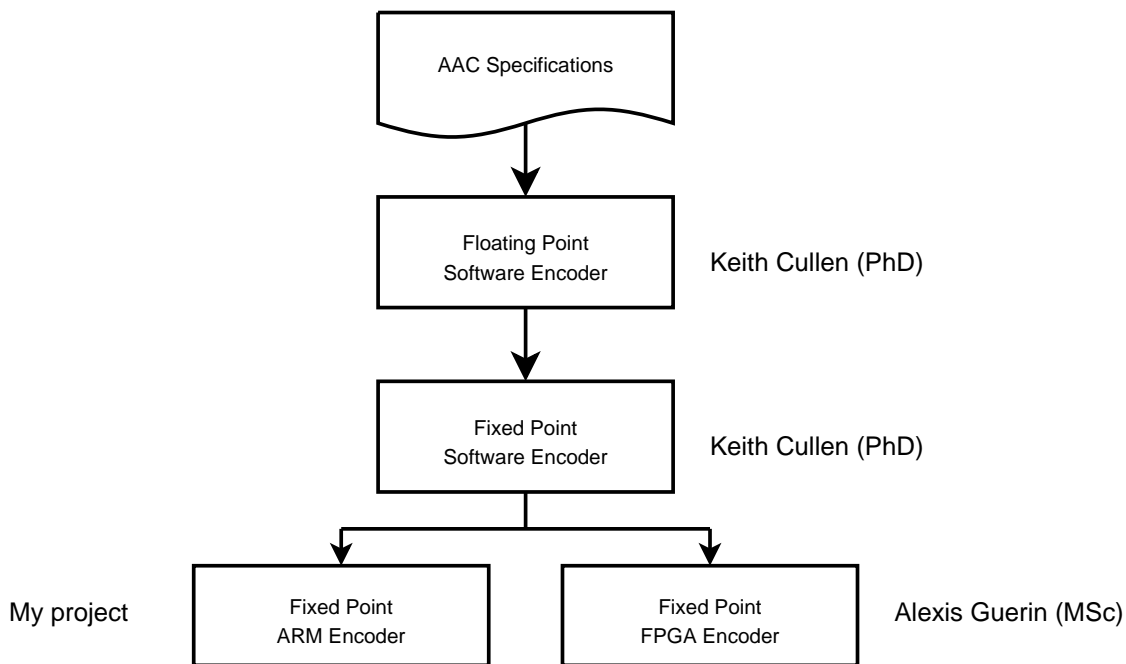 AAC Specifications
Floating Point
Software Encoder
Keith Cullen (PhD)
Fixed Point
Software Encoder
Keith Cullen (PhD)
My project
Fixed Point
ARM Encoder
Fixed Point
FPGA Encoder
Alexis Guerin (MSc)